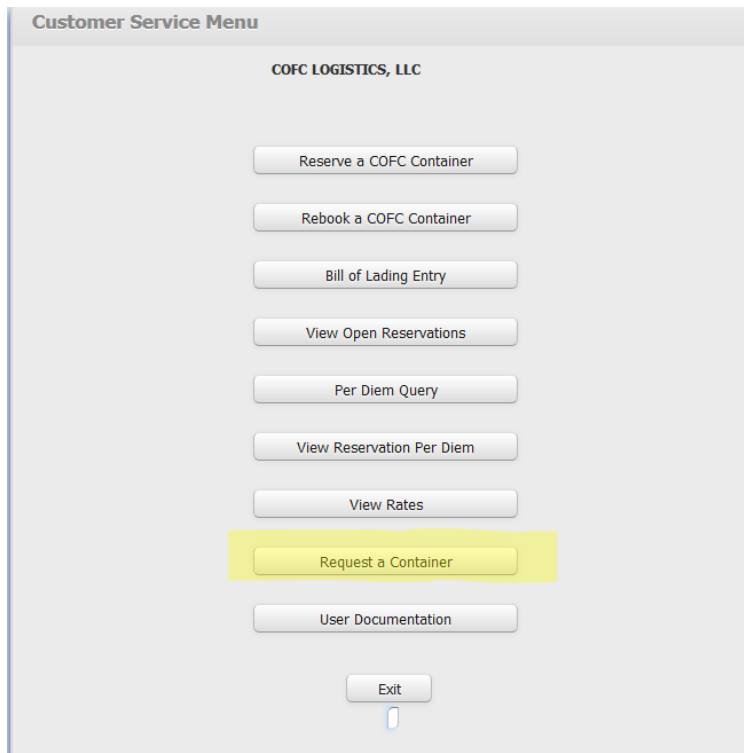 Customer Service Menu
COFC LOGISTICS, LLC
Reserve a COFC Container
Rebook a COFC Container
Bill of Lading Entry
View Open Reservations
Per Diem Query
View Reservation Per Diem
View Rates
Request a Container
User Documentation
Exit